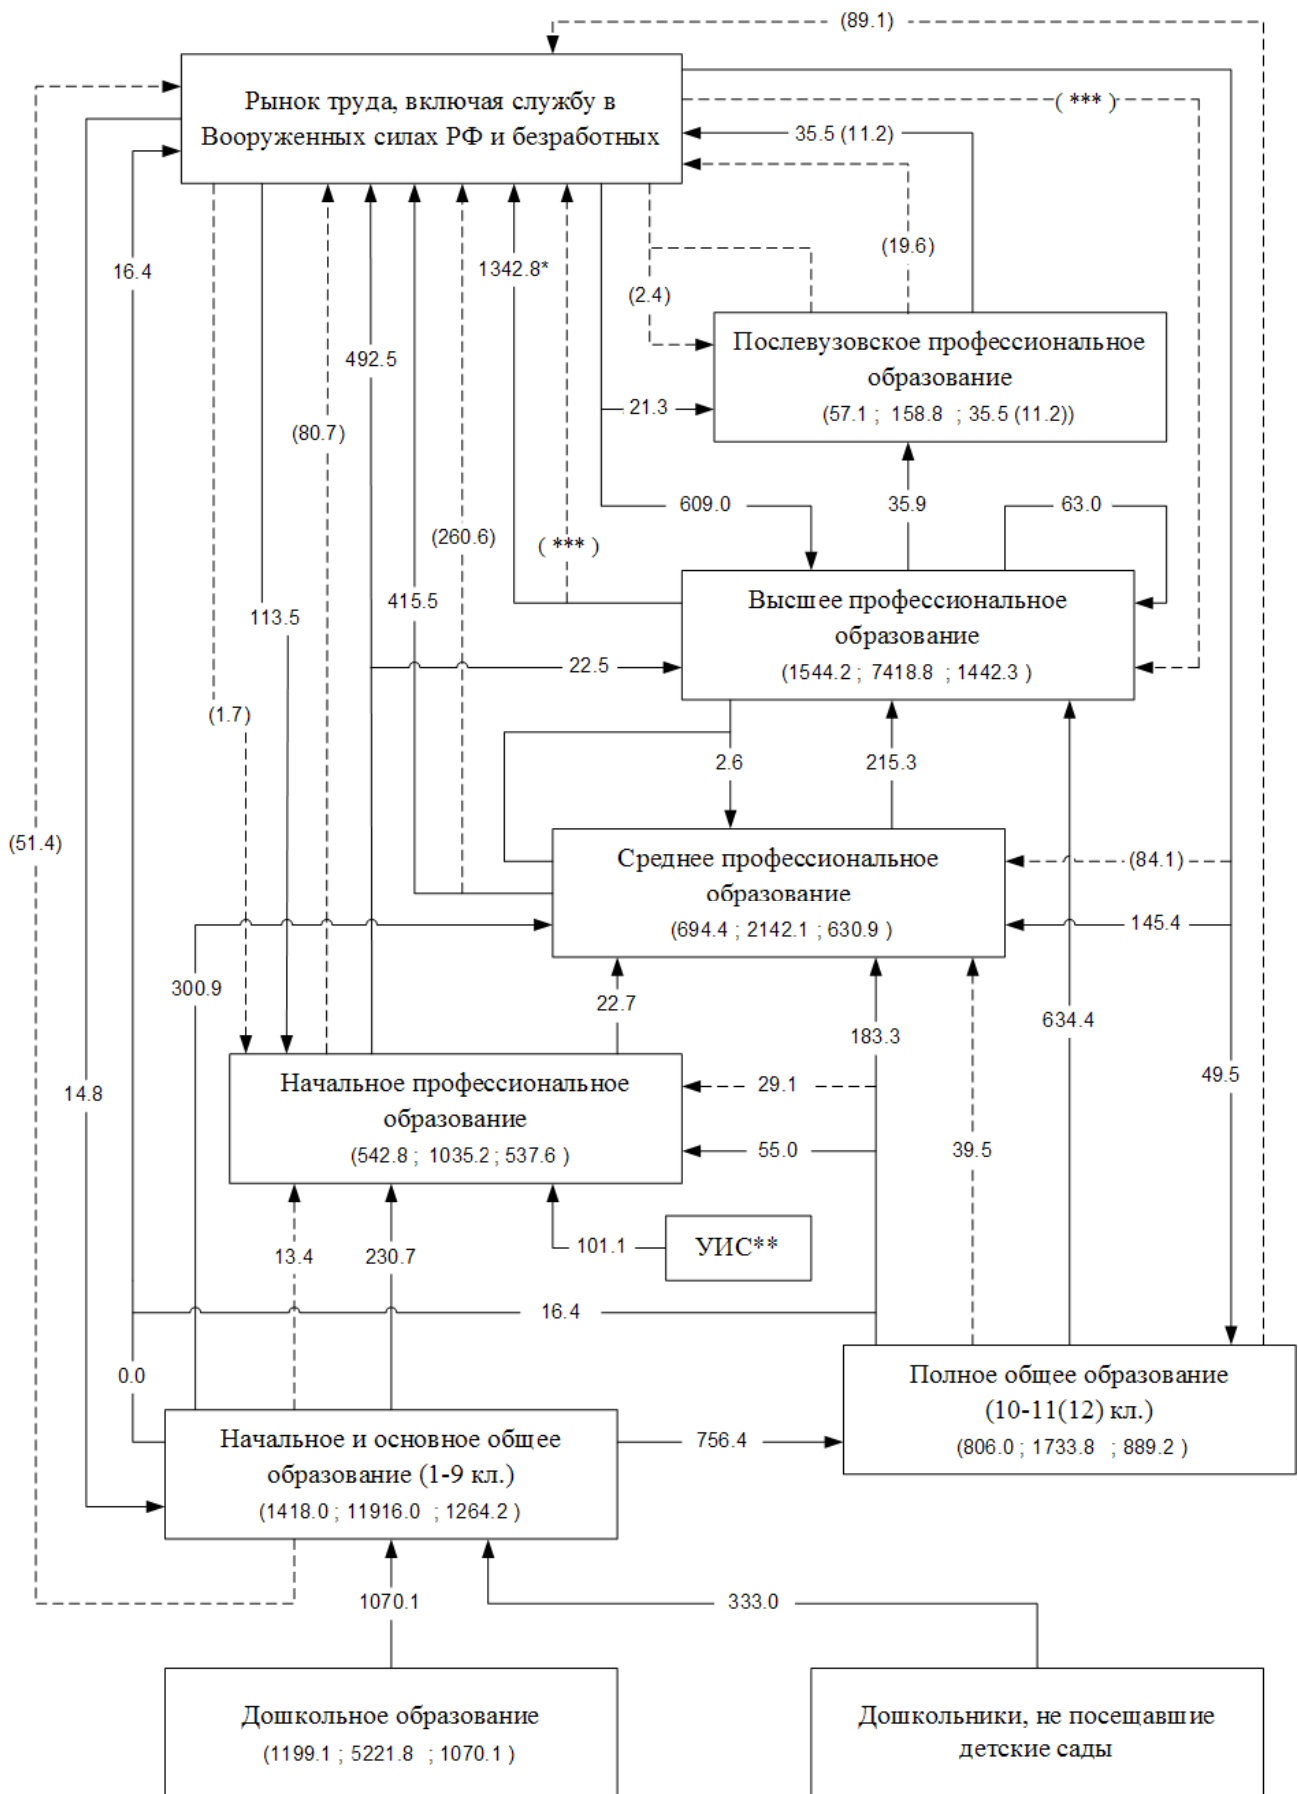 (89.1)
Рынок труда, включая службу в
Вооруженных силах РФ и безработных
( *** )
35.5 (11.2)
(19.6)
16.4
1342.8*
(2.4)
Послевузовское профессиональное
образование
(57.1 ; 158.8 ; 35.5 (11.2))
492.5
21.3
(80.7)
609.0
35.9
63.0
(260.6)
( *** )
415.5
113.5
Высшее профессиональное
образование
(1544.2 ; 7418.8 ; 1442.3 )
22.5
(1.7)
2.6
215.3
(51.4)
Среднее профессиональное
образование
(694.4 ; 2142.1 ; 630.9 )
(84.1)
145.4
300.9
22.7
183.3
634.4
49.5
14.8
Начальное профессиональное
образование
(542.8 ; 1035.2 ; 537.6 )
29.1
55.0
39.5
13.4
230.7
101.1
УИС**
16.4
0.0
Полное общее образование
(10-11(12) кл.)
(806.0 ; 1733.8 ; 889.2 )
Начальное и основное общее
образование (1-9 кл.)
(1418.0 ; 11916.0 ; 1264.2 )
756.4
1070.1
333.0
Дошкольное образование
(1199.1 ; 5221.8 ; 1070.1 )
Дошкольники, не посещавшие
детские сады